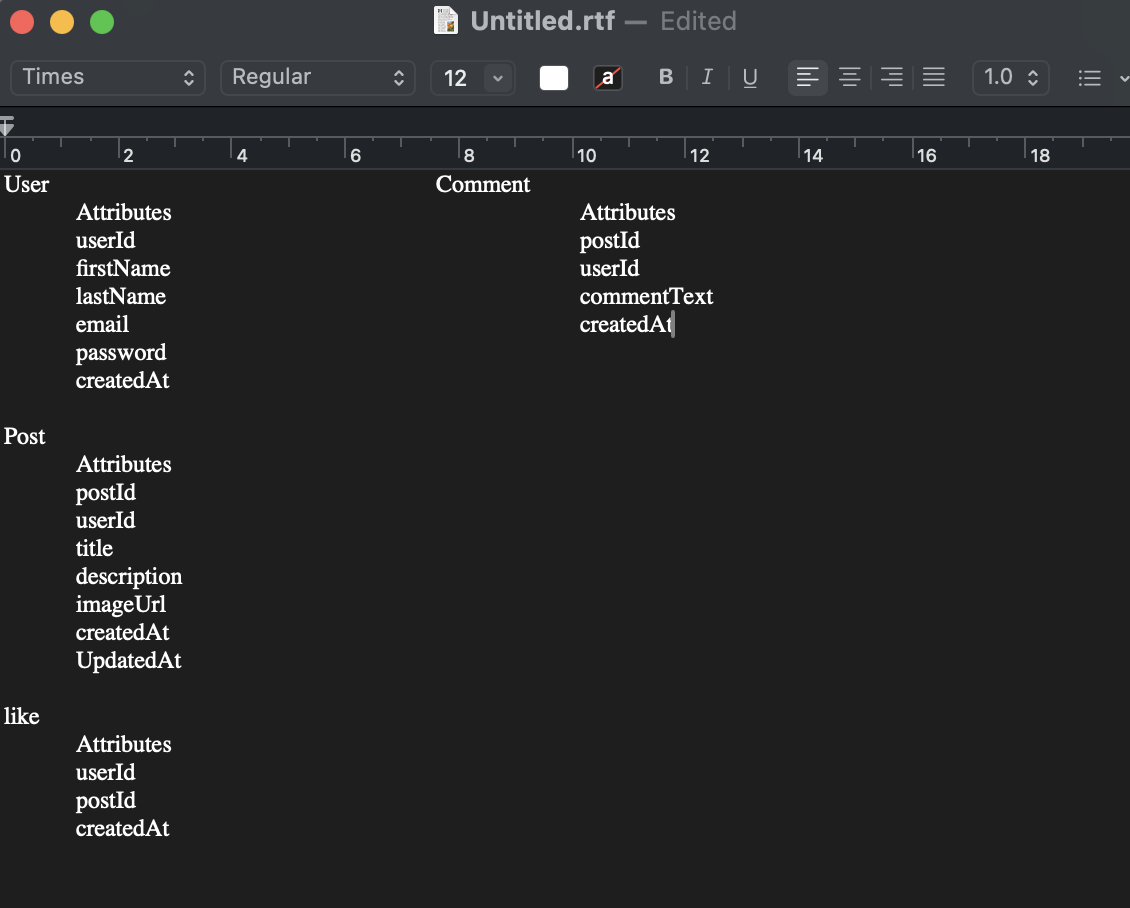 Untitled.rtf — Edited
Times Regular 12 a B I U 1.0
0 2 4 6 8 10 12 14 16 18
User Comment
Attributes Attributes
userId postId
firstName userId
lastName commentText
email createdAt
password
createdAt
Post
Attributes
postId
userId
title
description
imageUrl
createdAt
UpdatedAt
like
Attributes
userId
postId
createdAt